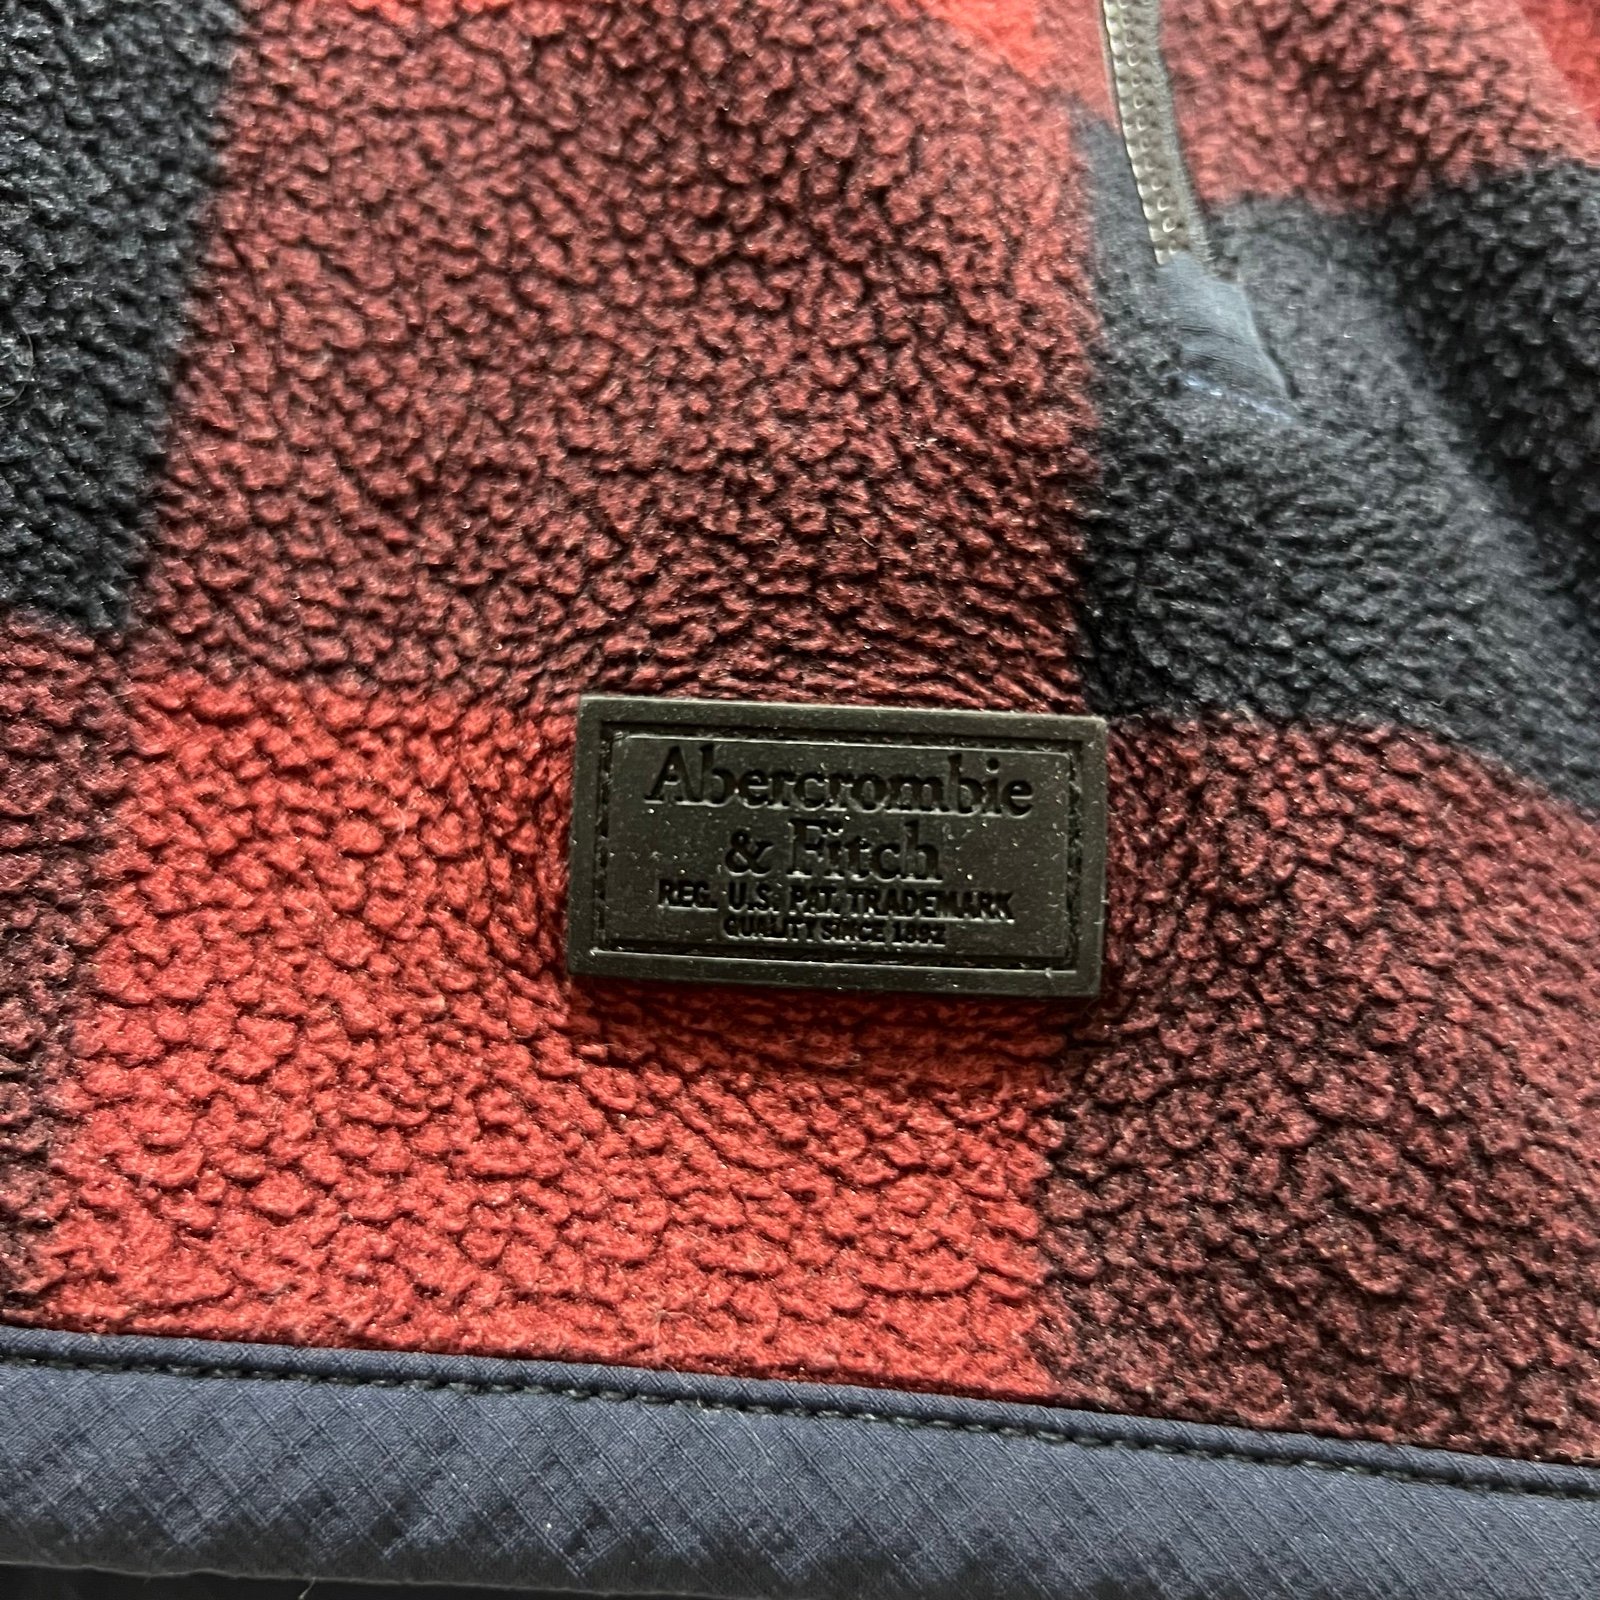 Abercrombie
& Fitch
REG. U.S. PAT. TRADEMARK
QUALITY SINCE 1892